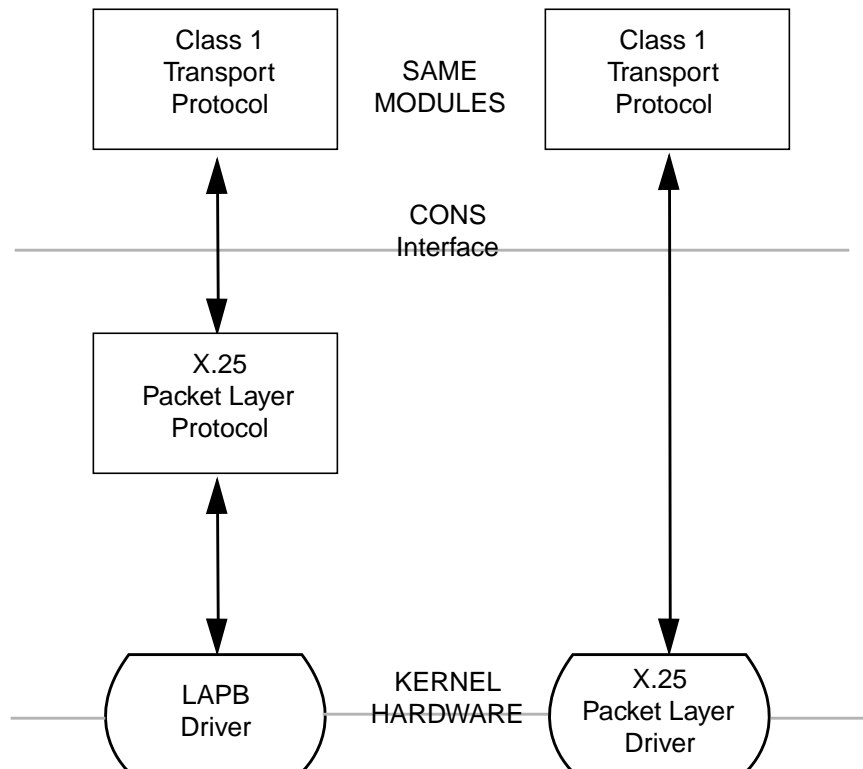 Class 1
Transport
Protocol
SAME
MODULES
Class 1
Transport
Protocol
CONS
Interface
X.25
Packet Layer
Protocol
LAPB
Driver
KERNEL
HARDWARE
X.25
Packet Layer
Driver